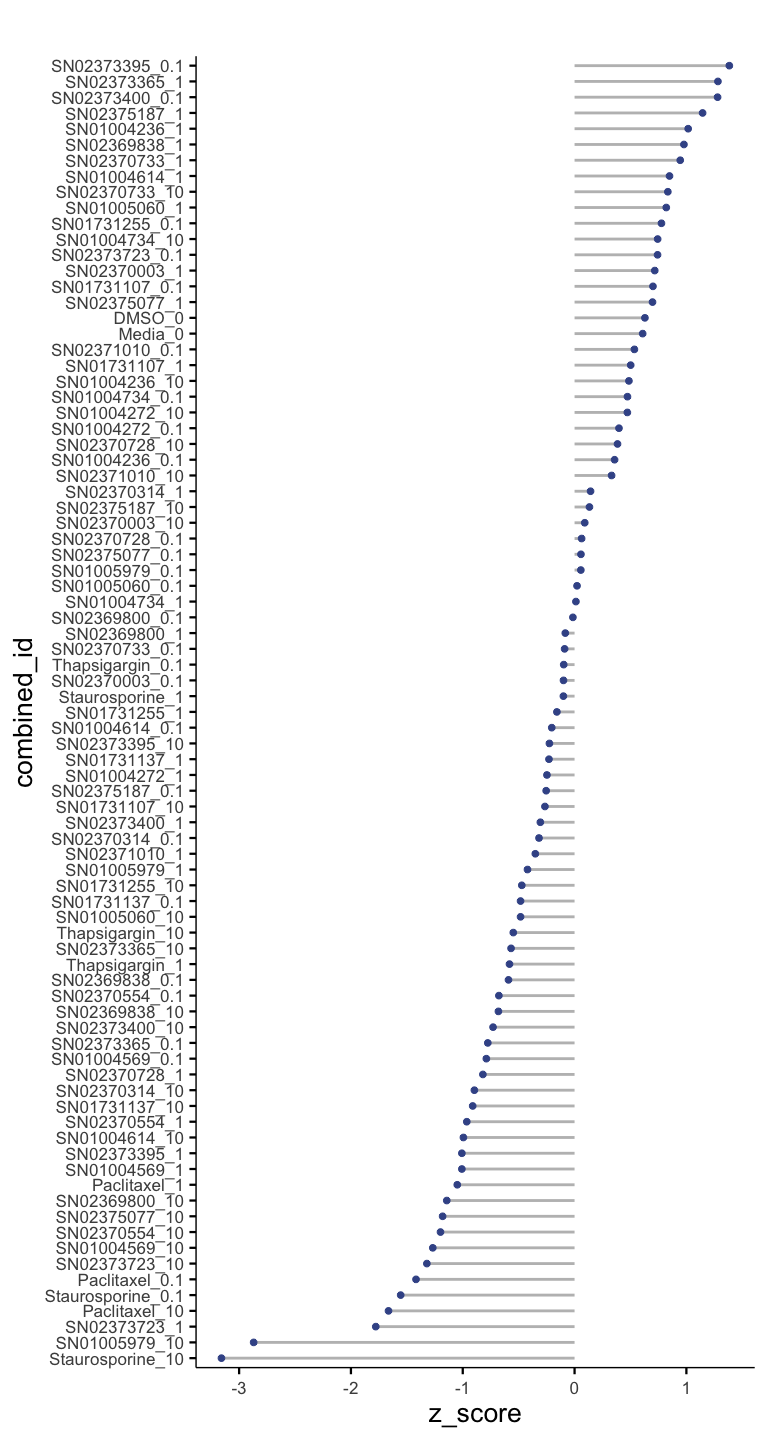 SN02373395_0.1
SN02373365_1
SN02373400_0.1
SN02375187_1
SN01004236_1
SN02369838_1
SN02370733_1
SN01004614_1
SN02370733_10
SN01005060_1
SN01731255_0.1
SN01004734_10
SN02373723_0.1
SN02370003_1
SN01731107_0.1
SN02375077_1
DMSO_0
Media_0
SN02371010_0.1
SN01731107_1
SN01004236_10
SN01004734_0.1
SN01004272_10
SN01004272_0.1
SN02370728_10
SN01004236_0.1
SN02371010_10
SN02370314_1
SN02375187_10
SN02370003_10
SN02370728_0.1
SN02375077_0.1
SN01005979_0.1
SN01005060_0.1
SN01004734_1
SN02369800_0.1
SN02369800_1
SN02370733_0.1
Thapsigargin_0.1
SN02370003_0.1
Staurosporine_1
SN01731255_1
SN01004614_0.1
SN02373395_10
SN01731137_1
SN01004272_1
SN02375187_0.1
SN01731107_10
SN02373400_1
SN02370314_0.1
SN02371010_1
SN01005979_1
SN01731255_10
SN01731137_0.1
SN01005060_10
Thapsigargin_10
SN02373365_10
Thapsigargin_1
SN02369838_0.1
SN02370554_0.1
SN02369838_10
SN02373400_10
SN02373365_0.1
SN01004569_0.1
SN02370728_1
SN02370314_10
SN01731137_10
SN02370554_1
SN01004614_10
SN02373395_1
SN01004569_1
Paclitaxel_1
SN02369800_10
SN02375077_10
SN02370554_10
SN01004569_10
SN02373723_10
Paclitaxel_0.1
Staurosporine_0.1
Paclitaxel_10
SN02373723_1
SN01005979_10
Staurosporine_10
combined_id
-3 -2 -1 0 1
z_score